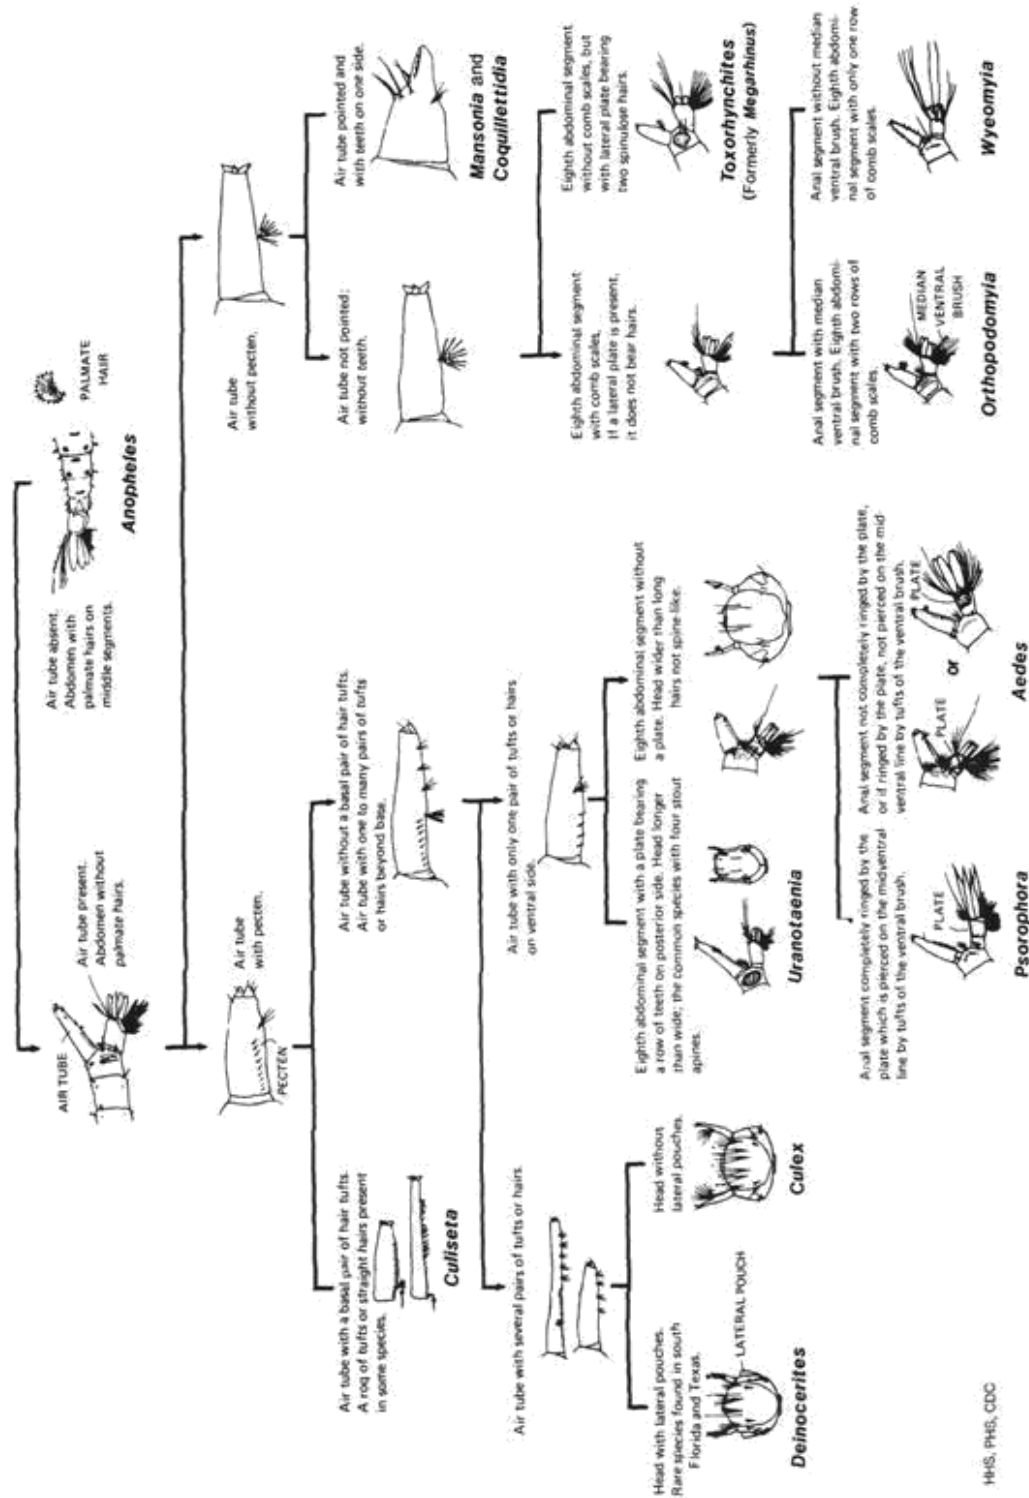 AIR TUBE
Air tube present.
Abdomen without
palmate hairs.
Air tube absent.
Abdomen with
palmate hairs on
middle segments.
PALMATE
HAIR
Anopheles
PECTEN
Air tube
with pecten.
Air tube
without pecten.
Air tube with a basal pair of hair tufts.
A roq of tufts or straight hairs present
in some species.
Culiseta
Air tube without a basal pair of hair tufts.
Air tube with one to many pairs of tufts
or hairs beyond base.
Air tube not pointed:
without teeth.
Air tube pointed and
with teeth on one side.
Mansonia and
Coquillettidia
Air tube with several pairs of tufts or hairs.
Air tube with only one pair of tufts or hairs
on ventral side.
Eighth abdominal segment
with comb scales.
If a lateral plate is present,
it does not bear hairs.
Eighth abdominal segment
without comb scales, but
with lateral plate bearing
two spinulose hairs.
Toxorhynchites
(Formerly Megarhinus)
Head with lateral pouches.
Rare species found in south
Florida and Texas.
LATERAL POUCH
Deinocerites
Head without
lateral pouches.
Culex
Eighth abdominal segment with a plate bearing
a row of teeth on posterior side. Head longer
than wide; the common species with four stout
apines.
Uranotaenia
Eighth abdominal segment without
a plate. Head wider than long
hairs not spine-like.
Anal segment with median
ventral brush. Eighth abdomi-
nal segment with two rows of
comb scales.
MEDIAN
VENTRAL
BRUSH
Orthopodomyia
Anal segment without median
ventral brush. Eighth abdomi-
nal segment with only one row
of comb scales.
Wyeomyia
Anal segment completely ringed by the
plate which is pierced on the midventral
line by tufts of the ventral brush.
PLATE
Psorophora
Anal segment not completely ringed by the plate,
or if ringed by the plate, not pierced on the mid-
ventral line by tufts of the ventral brush.
PLATE
or
PLATE
Aedes
HHS, PHS, CDC